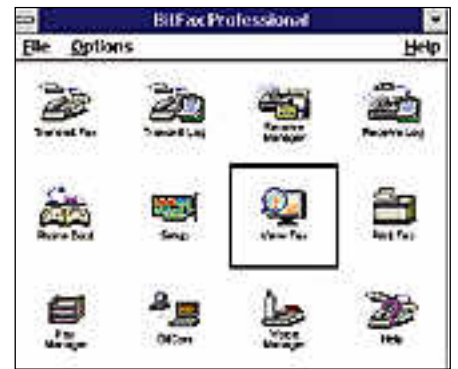 BitFax Professional
File Options Help
Transmit Fax Transmit Log Receive Manager Receive Log
Phone Book Setup View Fax Print Fax
Fax Manager BitCom Voice Manager Help